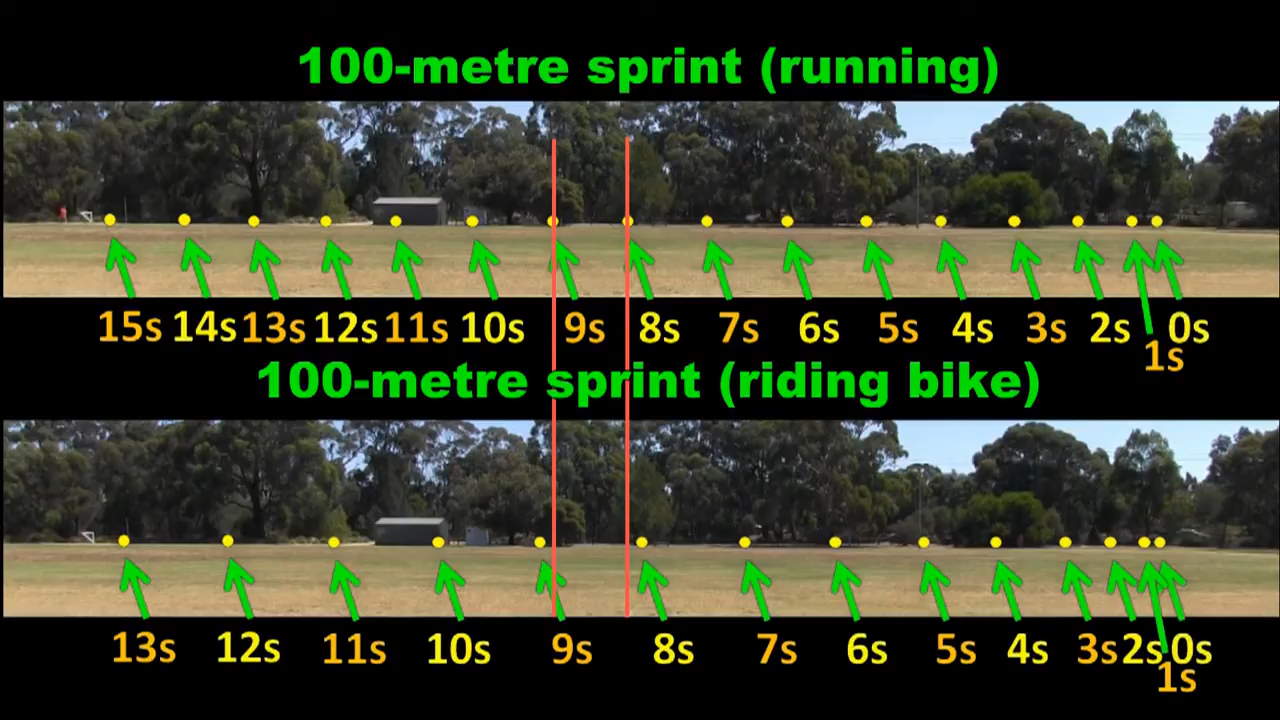 100-metre sprint (running)
15s 14s 13s 12s 11s 10s 9s 8s 7s 6s 5s 4s 3s 2s 0s
1s
100-metre sprint (riding bike)
13s 12s 11s 10s 9s 8s 7s 6s 5s 4s 3s 2s 0s
1s